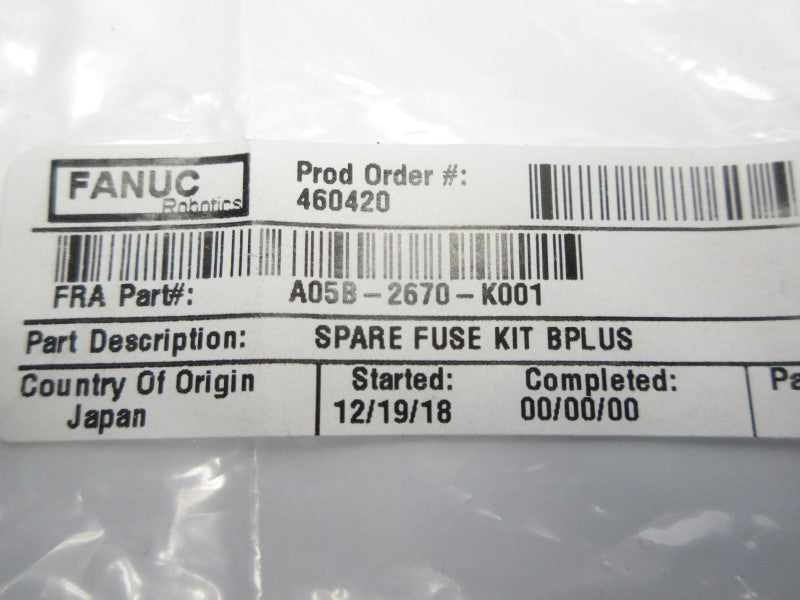 FANUC
Robotics
Prod Order #:
460420
FRA Part#: A05B-2670-K001
Part Description: SPARE FUSE KIT BPLUS
Country Of Origin
Japan
Started:
12/19/18
Completed:
00/00/00
Pa